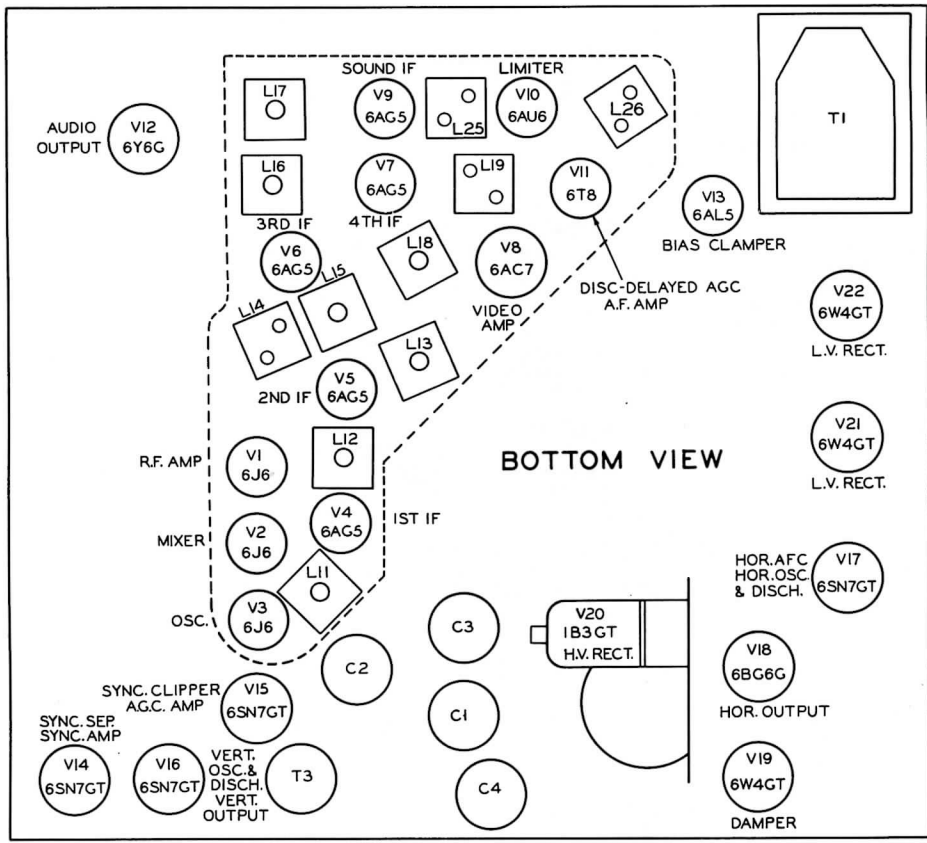 SOUND IF
LIMITER
L17
V9
6AG5
L25
V10
6AU6
L26
T1
AUDIO
OUTPUT
V12
6Y6G
L16
V7
6AG5
L19
V11
6T8
V13
6AL5
BIAS CLAMPER
3RD IF
4TH IF
V6
6AG5
L18
V8
6AC7
VIDEO
AMP
DISC-DELAYED AGC
A.F. AMP
L15
L14
V22
6W4GT
L.V. RECT.
L13
2ND IF
V5
6AG5
V21
6W4GT
L.V. RECT.
R.F. AMP
V1
6J6
L12
BOTTOM VIEW
MIXER
V2
6J6
V4
6AG5
1ST IF
L11
OSC.
V3
6J6
HOR. AFC
HOR. OSC.
& DISCH.
V17
6SN7GT
C3
V20
1B3GT
H.V. RECT.
C2
V18
6BG6G
HOR. OUTPUT
SYNC. CLIPPER
A.G.C. AMP
V15
6SN7GT
C1
SYNC. SEP.
SYNC. AMP
V14
6SN7GT
V16
6SN7GT
VERT.
OSC. &
DISCH.
VERT.
OUTPUT
T3
C4
V19
6W4GT
DAMPER